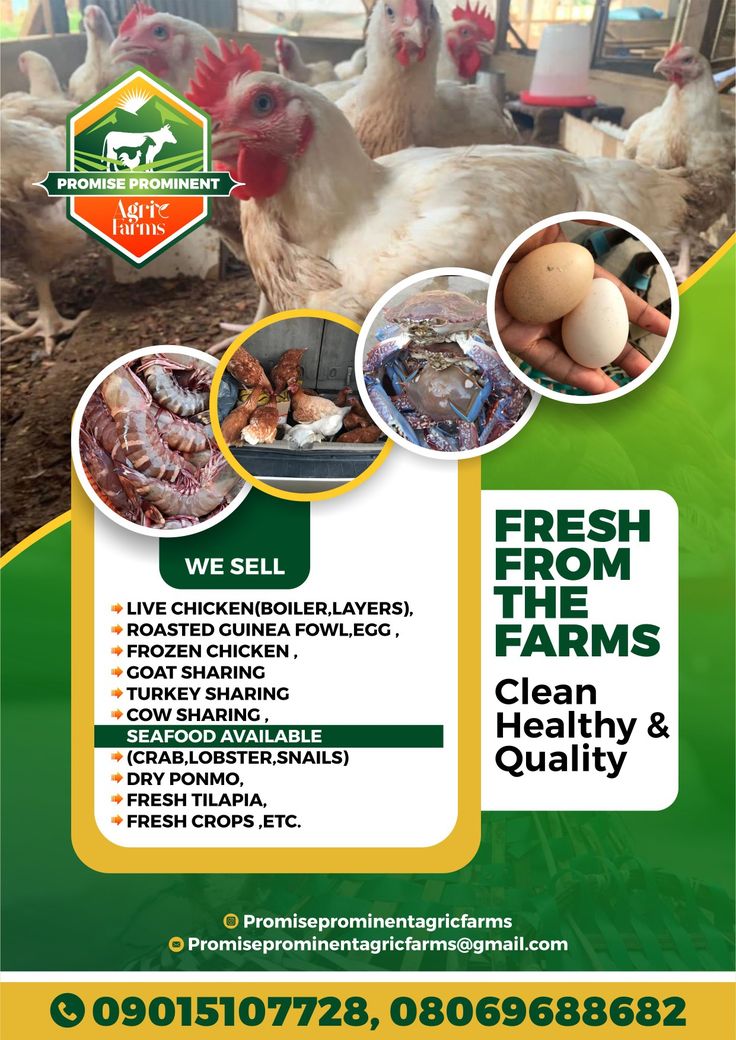 PROMISE PROMINENT
Agric
Farms
WE SELL
LIVE CHICKEN(BOILER,LAYERS),
ROASTED GUINEA FOWL,EGG ,
FROZEN CHICKEN ,
GOAT SHARING
TURKEY SHARING
COW SHARING ,
SEAFOOD AVAILABLE
(CRAB,LOBSTER,SNAILS)
DRY PONMO,
FRESH TILAPIA,
FRESH CROPS ,ETC.
FRESH
FROM
THE
FARMS
Clean
Healthy &
Quality
Promiseprominentagricfarms
Promiseprominentagricfarms@gmail.com
09015107728, 08069688682